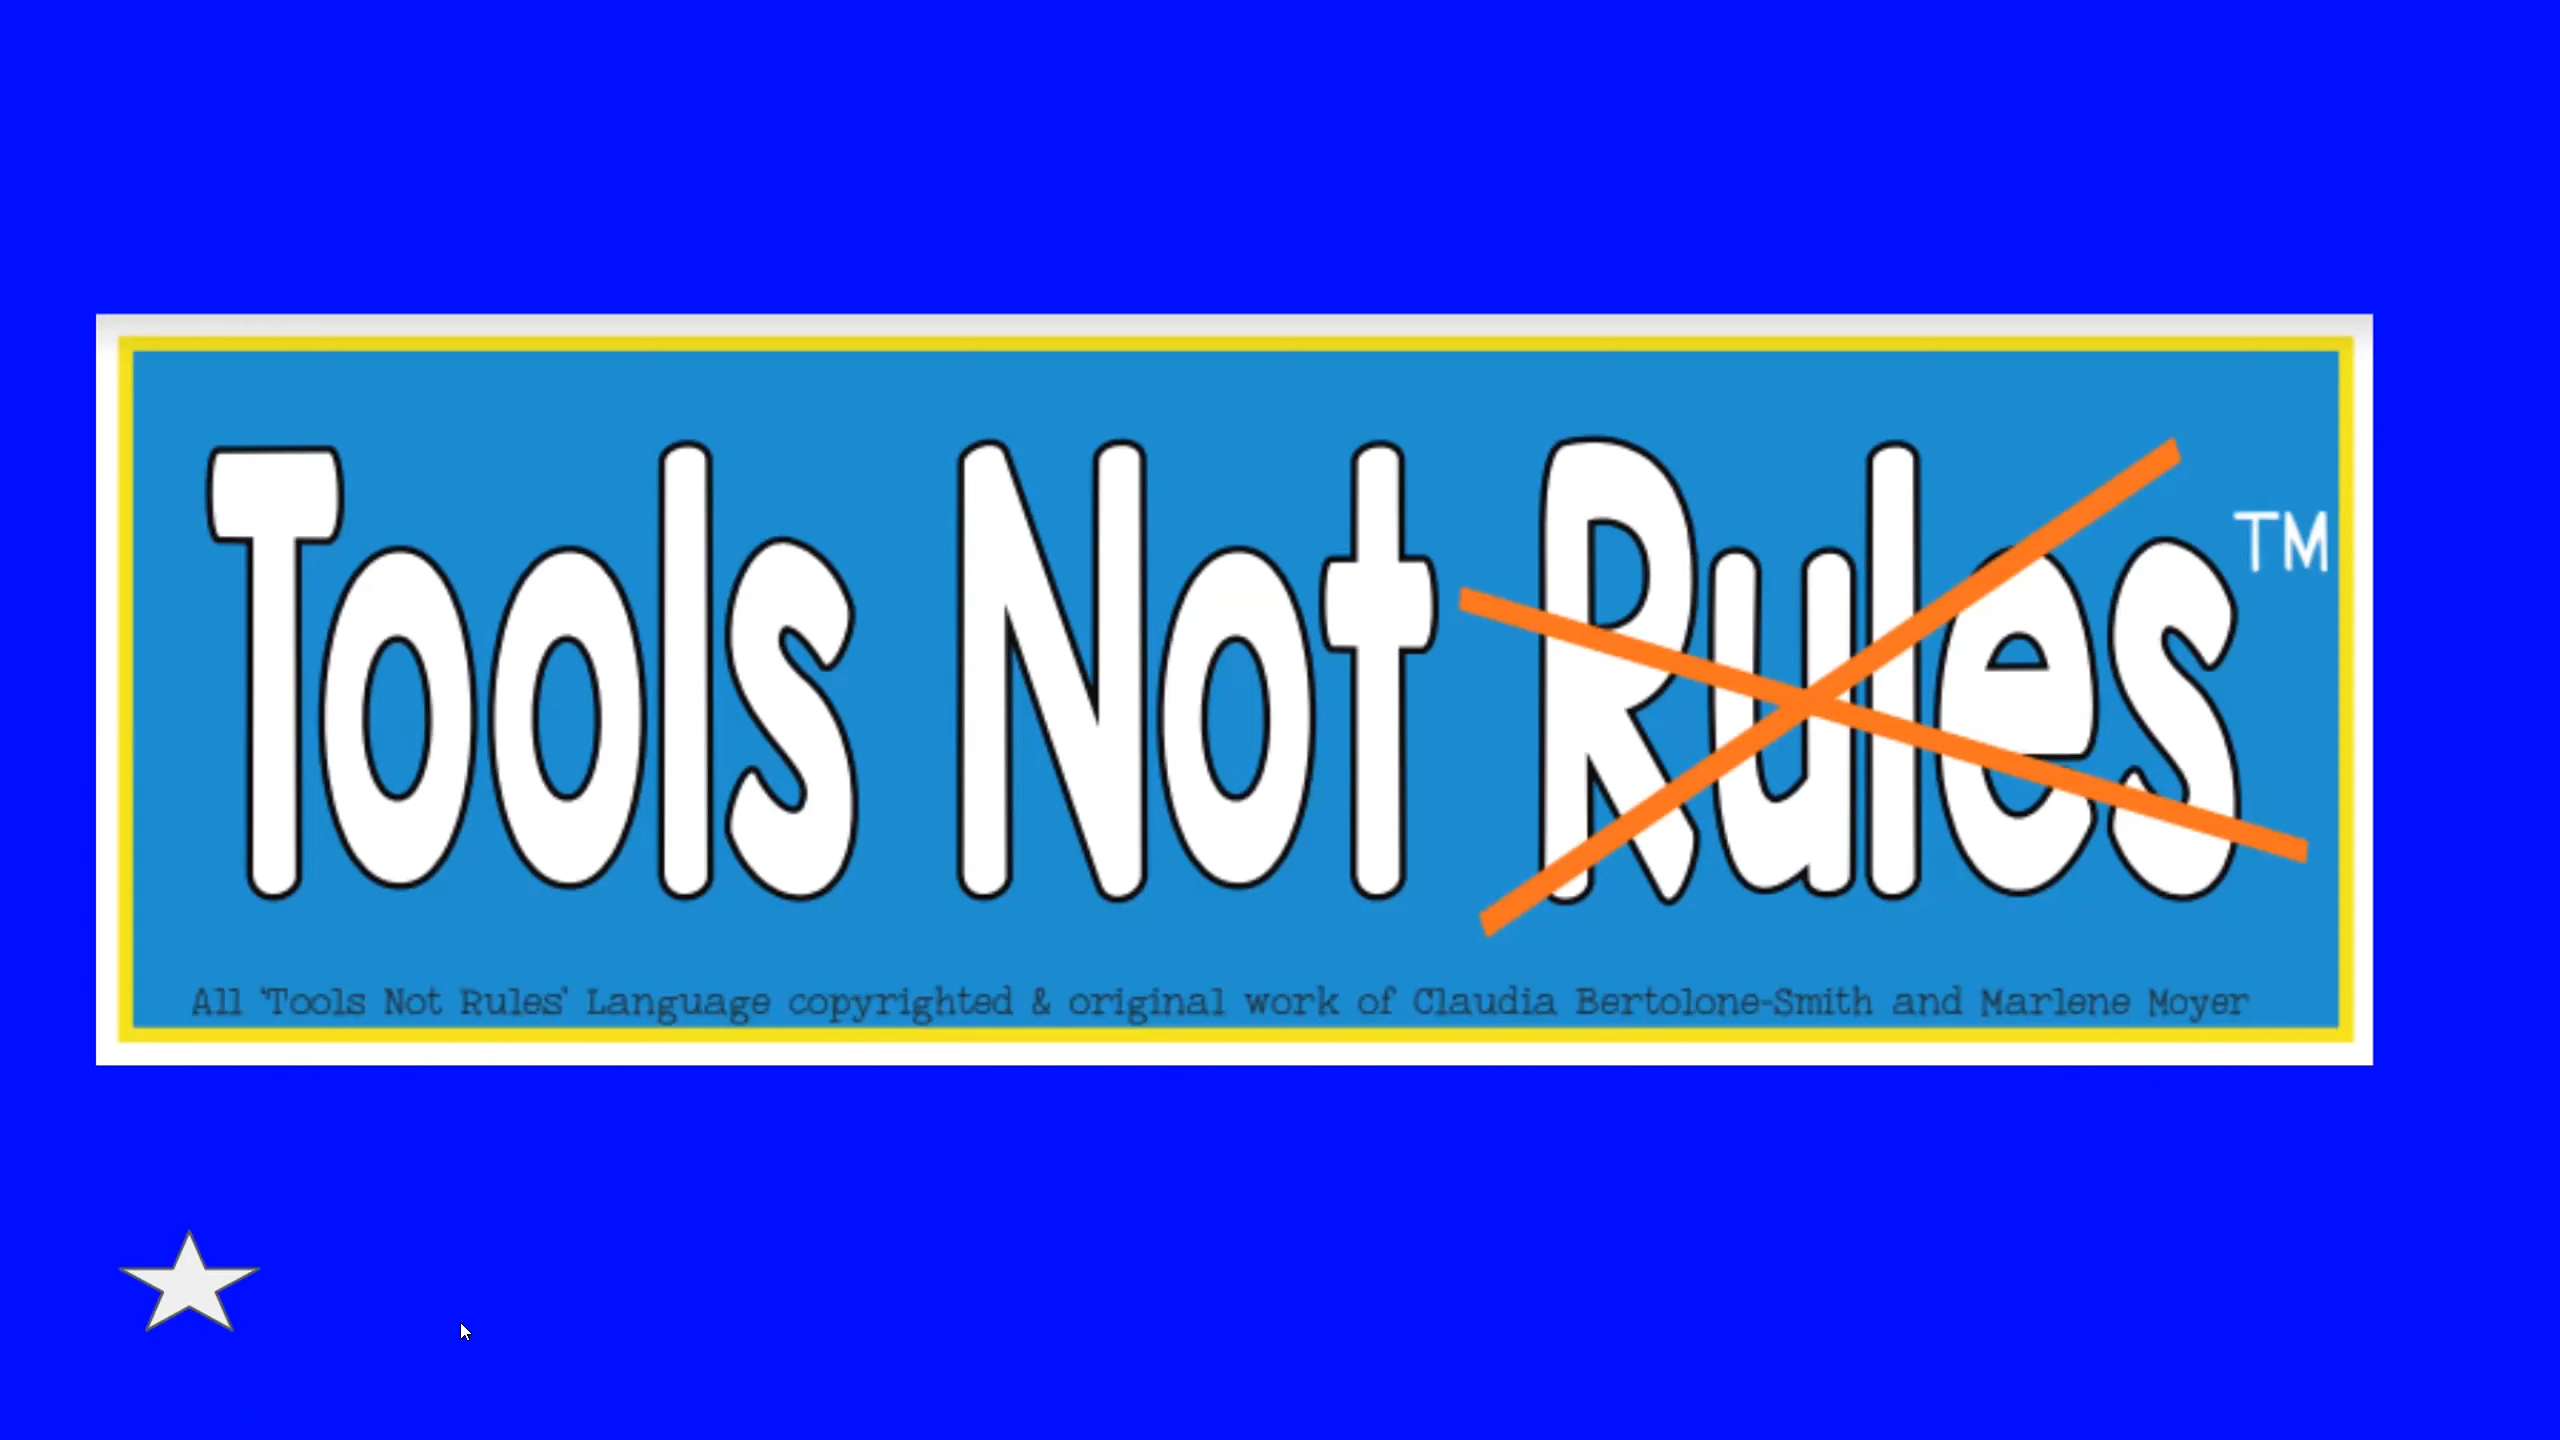 Tools Not Rules™
All 'Tools Not Rules' Language copyrighted & original work of Claudia Bertolone-Smith and Marlene Moyer